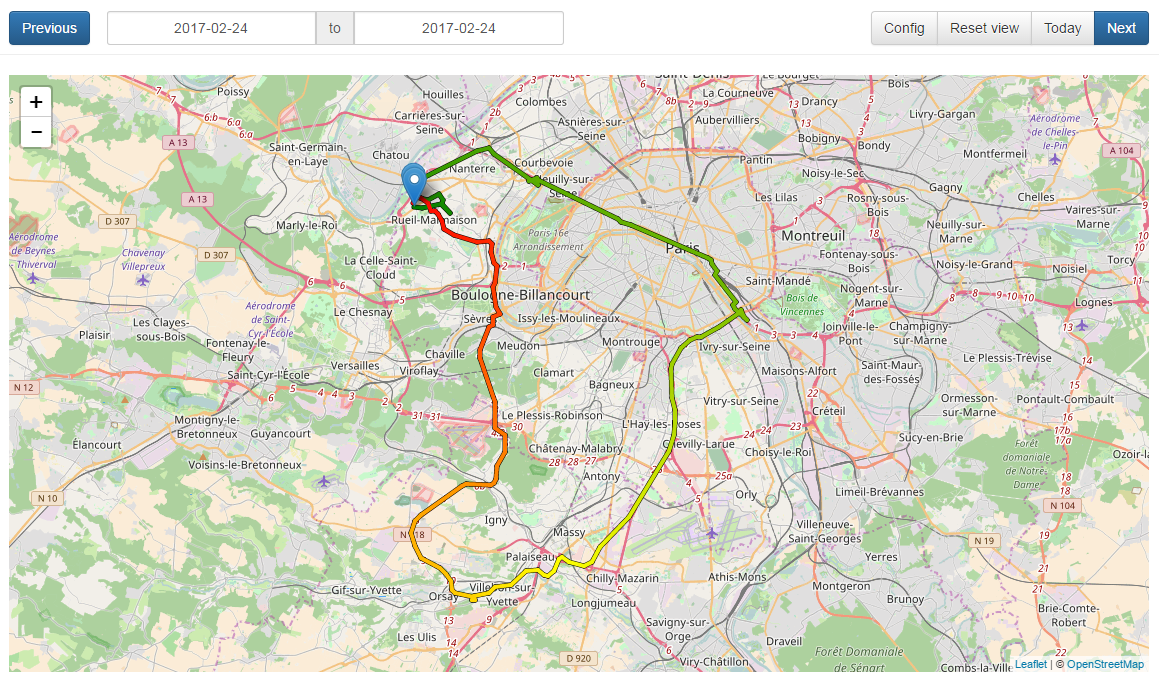 Previous
2017-02-24
to
2017-02-24
Config
Reset view
Today
Next
+
−
Poissy
Houilles
Colombes
Saint-Denis
Le Bourget
Bois
La Courneuve
Drancy
Livry-Gargan
Carrières-sur-
Seine
Asnières-sur-
Seine
Aubervilliers
Bobigny
Bondy
Aérodrome
de Chelles-
Montfermeil
A 13
A 104
Saint-Germain-
en-Laye
Chatou
Nanterre
Courbevoie
Neuilly-sur-
Seine
Pantin
Noisy-le-Sec
Gagny
Chelles
Les Lilas
Rosny-sous-
Bois
Vaires-sur-
Marne
A 13
D 307
Marly-le-Roi
Rueil-Malmaison
Paris-16e
Arrondissement
Paris
Montreuil
Neuilly-sur-
Marne
Aérodrome
de Beynes
- Thiverval
Chavenay
Villepreux
D 307
La Celle-Saint-
Cloud
Fontenay-sous-
Bois
Noisy-le-Grand
Noisiel
Torcy
Saint-Mandé
Nogent-sur-
Marne
Bois de
Vincennes
Lognes
Boulogne-Billancourt
Aérodrome
de Saint-
Cyr-l'École
Le Chesnay
Sèvres
Issy-les-Moulineaux
Joinville-le-
Pont
Champigny-
sur-Marne
Plaisir
Les Clayes-
sous-Bois
Fontenay-le-
Fleury
Meudon
Montrouge
Ivry-sur-Seine
Le Plessis-Trévise
Versailles
Viroflay
Chaville
Saint-Cyr-l'École
Clamart
Bagneux
Maisons-Alfort
Saint-Maur-
des-Fossés
N 12
Vitry-sur-Seine
Ormesson-
sur-Marne
Pontault-Combault
Montigny-le-
Bretonneux
Guyancourt
Le Plessis-Robinson
L'Haÿ-les-Roses
Créteil
Élancourt
Châtenay-Malabry
Chevilly-Larue
Choisy-le-Roi
Sucy-en-Brie
Voisins-le-Bretonneux
Antony
Forêt
domaniale
de Notre-
Dame
Ozoir-la
N 10
Orly
Limeil-Brévannes
N 104
Igny
Massy
Villeneuve-
Saint-Georges
N 118
N 19
Palaiseau
Yerres
Gif-sur-Yvette
Orsay
Villebon-sur-
Yvette
Chilly-Mazarin
Athis-Mons
Montgeron
Brunoy
Longjumeau
Brie-Comte-
Robert
Les Ulis
Savigny-sur-
Orge
Draveil
D 920
Viry-Châtillon
Forêt Domaniale
de Sénart
Combs-la-Ville
Leaflet | © OpenStreetMap